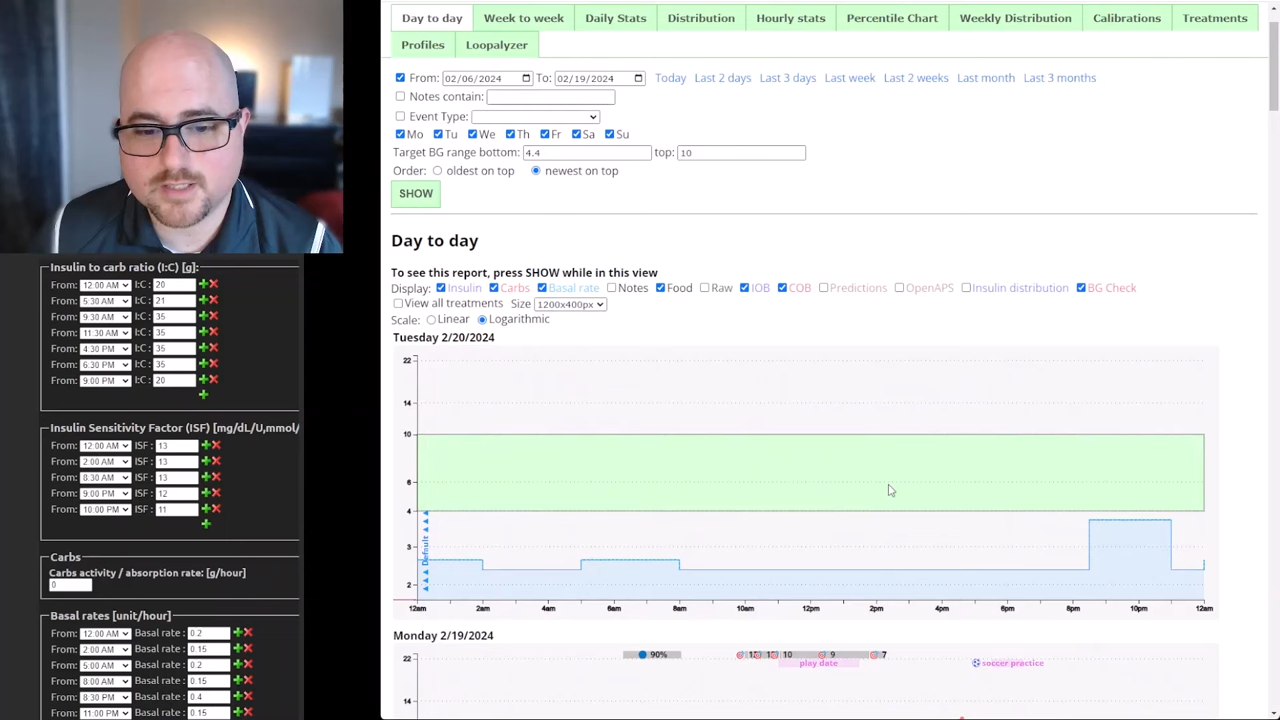 Day to day Week to week Daily Stats Distribution Hourly stats Percentile Chart Weekly Distribution Calibrations Treatments
Profiles Loopalyzer
From: 02/06/2024 To: 02/19/2024 Today Last 2 days Last 3 days Last week Last 2 weeks Last month Last 3 months
Notes contain:
Event Type:
Mo Tu We Th Fr Sa Su
Target BG range bottom: 4.4 top: 10
Order: oldest on top newest on top
SHOW
Day to day
To see this report, press SHOW while in this view
Display: Insulin Carbs Basal rate Notes Food Raw IOB COB Predictions OpenAPS Insulin distribution BG Check
View all treatments Size 1200x400px
Scale: Linear Logarithmic
Tuesday 2/20/2024
22
14
10
6
4
3
2
Default
12am 2am 4am 6am 8am 10am 12pm 2pm 4pm 6pm 8pm 10pm 12am
Monday 2/19/2024
22
90% 10 9 7
play date soccer practice
14
Insulin to carb ratio (I:C) [g]:
From: 12:00 AM I:C : 20
From: 5:30 AM I:C : 21
From: 9:30 AM I:C : 35
From: 11:30 AM I:C : 35
From: 4:30 PM I:C : 35
From: 6:30 PM I:C : 35
From: 9:00 PM I:C : 20
Insulin Sensitivity Factor (ISF) [mg/dL/U,mmol/
From: 12:00 AM ISF : 13
From: 2:00 AM ISF : 13
From: 8:30 AM ISF : 13
From: 9:00 PM ISF : 12
From: 10:00 PM ISF : 11
Carbs
Carbs activity / absorption rate: [g/hour]
0
Basal rates [unit/hour]
From: 12:00 AM Basal rate : 0.2
From: 2:00 AM Basal rate : 0.15
From: 5:00 AM Basal rate : 0.2
From: 8:00 AM Basal rate : 0.15
From: 8:30 PM Basal rate : 0.4
From: 11:00 PM Basal rate : 0.15